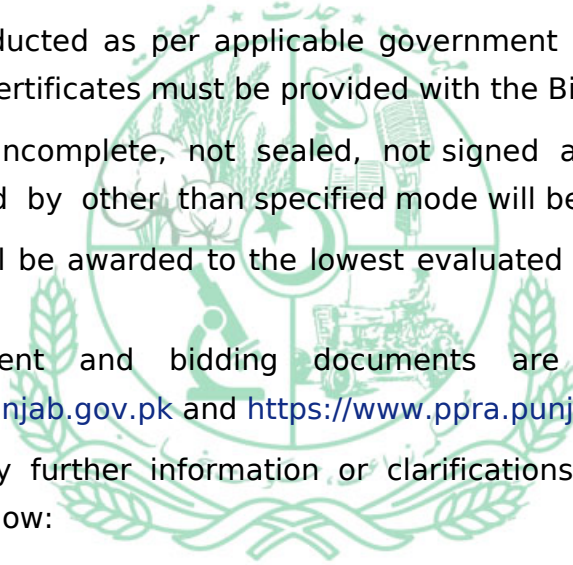 ducted as per applicable government
ertificates must be provided with the Bi
incomplete, not sealed, not signed a
d by other than specified mode will be
l be awarded to the lowest evaluated
ent and bidding documents are
njab.gov.pk and https://www.ppra.punj
y further information or clarifications
low: